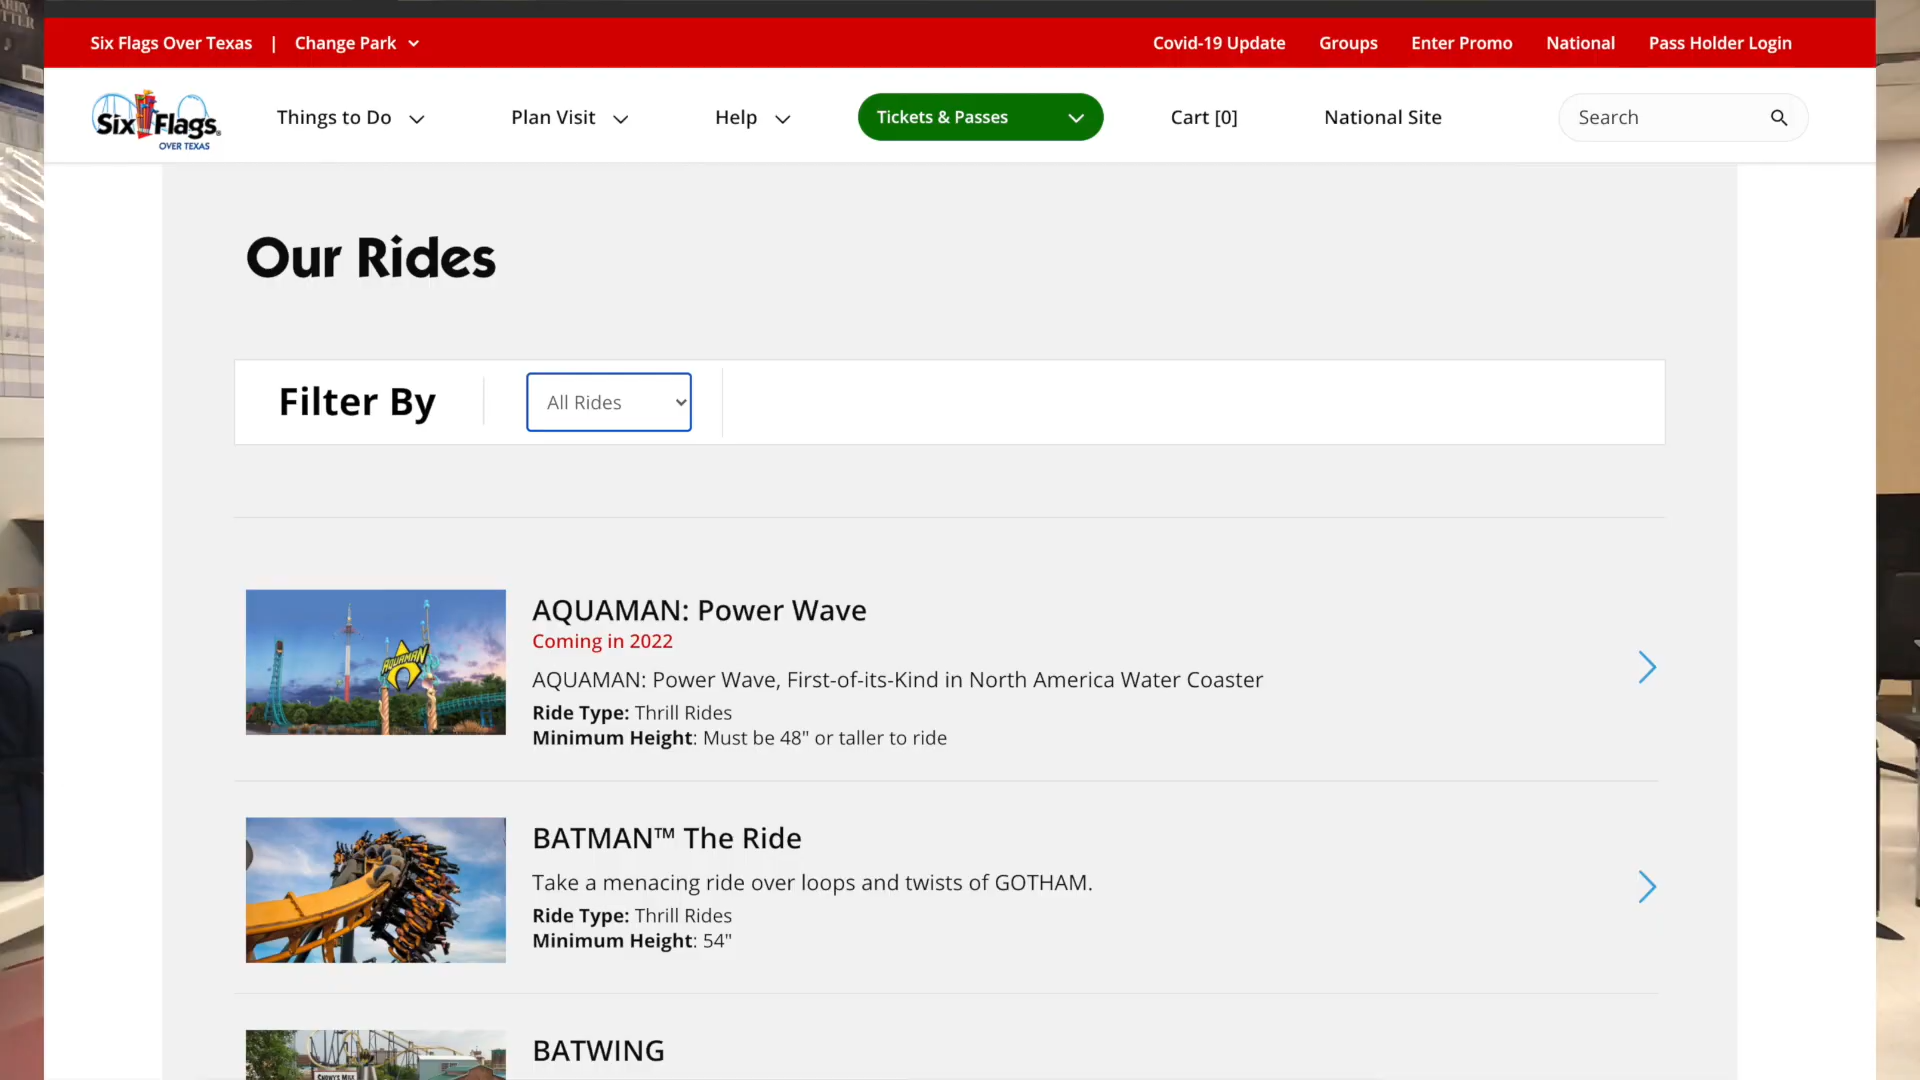 Six Flags Over Texas | Change Park
Covid-19 Update Groups Enter Promo National Pass Holder Login
Six Flags
OVER TEXAS
Things to Do Plan Visit Help Tickets & Passes Cart [0] National Site Search
Our Rides
Filter By All Rides
AQUAMAN
AQUAMAN: Power Wave
Coming in 2022
AQUAMAN: Power Wave, First-of-its-Kind in North America Water Coaster
Ride Type: Thrill Rides
Minimum Height: Must be 48" or taller to ride
BATMAN™ The Ride
Take a menacing ride over loops and twists of GOTHAM.
Ride Type: Thrill Rides
Minimum Height: 54"
BATWING